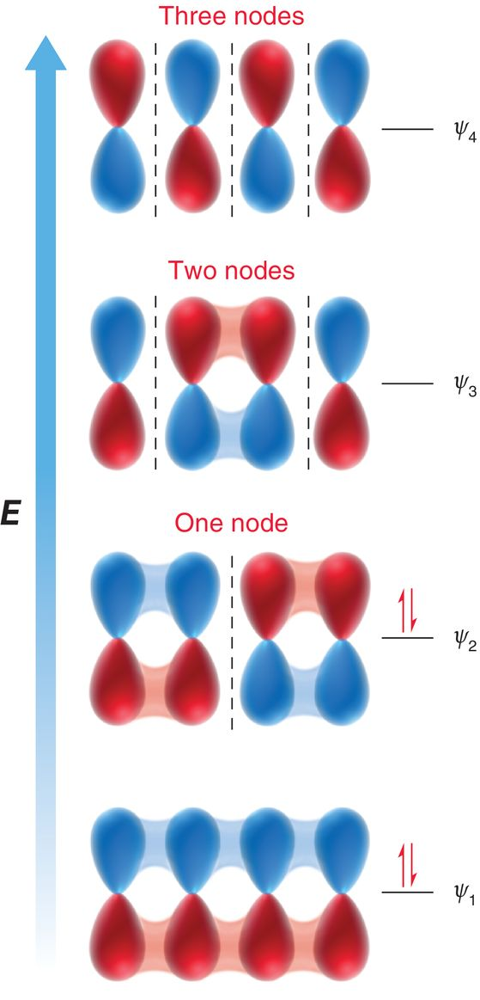 Three nodes
ψ4
Two nodes
ψ3
E
One node
ψ2
ψ1